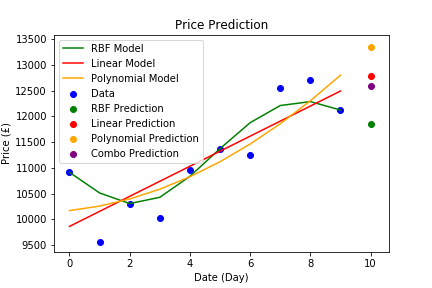 Price Prediction
Price (£)
13500
13000
12500
12000
11500
11000
10500
10000
9500
RBF Model
Linear Model
Polynomial Model
Data
RBF Prediction
Linear Prediction
Polynomial Prediction
Combo Prediction
0
2
4
6
8
10
Date (Day)